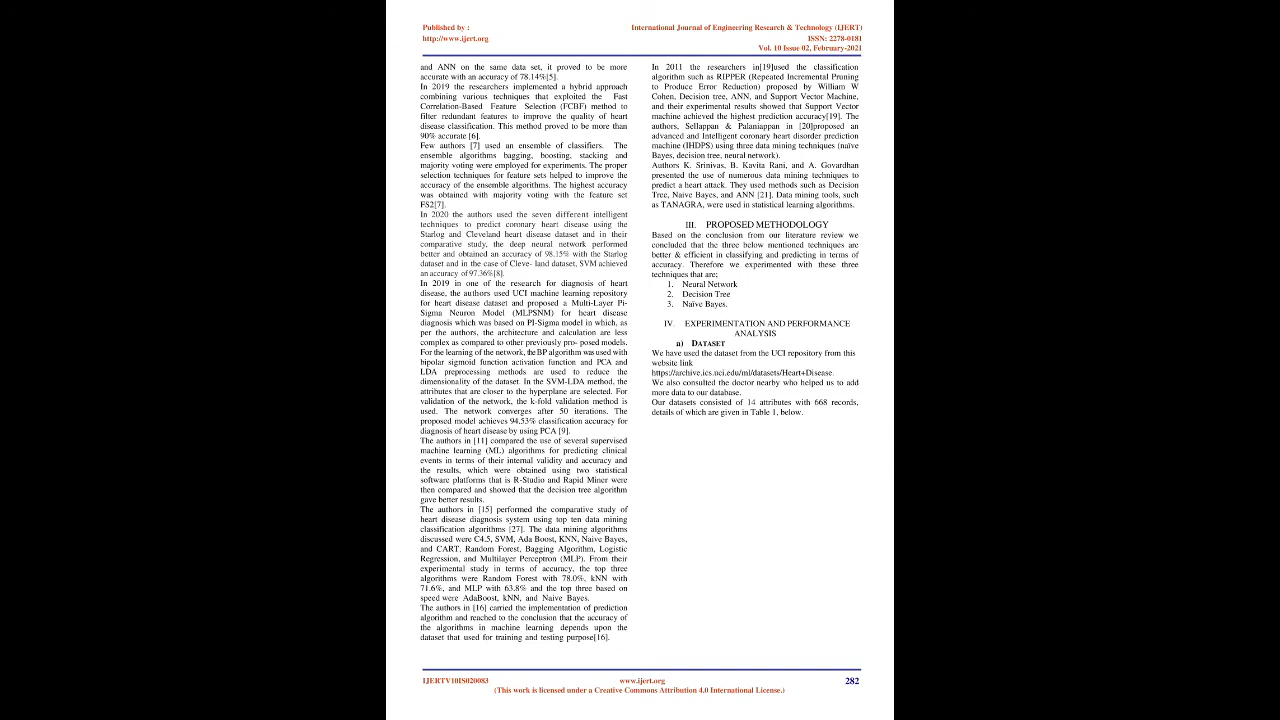 Published by :
http://www.ijert.org
International Journal of Engineering Research & Technology (IJERT)
ISSN: 2278-0181
Vol. 10 Issue 02, February-2021
and ANN on the same data set, it proved to be more
accurate with an accuracy of 78.14%[5].
In 2019 the researchers implemented a hybrid approach
combining various techniques that exploited the Fast
Correlation-Based Feature Selection (FCBF) method to
filter redundant features to improve the quality of heart
disease classification. This method proved to be more than
90% accurate [6].
Few authors [7] used an ensemble of classifiers. The
ensemble algorithms bagging, boosting, stacking and
majority voting were employed for experiments. The proper
selection techniques for feature sets helped to improve the
accuracy of the ensemble algorithms. The highest accuracy
was obtained with majority voting with the feature set
FS2[7].
In 2020 the authors used the seven different intelligent
techniques to predict coronary heart disease using the
Starlog and Cleveland heart disease dataset and in their
comparative study, the deep neural network performed
better and obtained an accuracy of 98.15% with the Starlog
dataset and in the case of Cleve- land dataset, SVM achieved
an accuracy of 97.36%[8].
In 2019 in one of the research for diagnosis of heart
disease, the authors used UCI machine learning repository
for heart disease dataset and proposed a Multi-Layer Pi-
Sigma Neuron Model (MLPSNM) for heart disease
diagnosis which was based on PI-Sigma model in which, as
per the authors, the architecture and calculation are less
complex as compared to other previously pro- posed models.
For the learning of the network, the BP algorithm was used with
bipolar sigmoid function activation function and PCA and
LDA preprocessing methods are used to reduce the
dimensionality of the dataset. In the SVM-LDA method, the
attributes that are closer to the hyperplane are selected. For
validation of the network, the k-fold validation method is
used. The network converges after 50 iterations. The
proposed model achieves 94.53% classification accuracy for
diagnosis of heart disease by using PCA [9].
The authors in [11] compared the use of several supervised
machine learning (ML) algorithms for predicting clinical
events in terms of their internal validity and accuracy and
the results, which were obtained using two statistical
software platforms that is R-Studio and Rapid Miner were
then compared and showed that the decision tree algorithm
gave better results.
The authors in [15] performed the comparative study of
heart disease diagnosis system using top ten data mining
classification algorithms [27]. The data mining algorithms
discussed were C4.5, SVM, Ada Boost, KNN, Naive Bayes,
and CART, Random Forest, Bagging Algorithm, Logistic
Regression, and Multilayer Perceptron (MLP). From their
experimental study in terms of accuracy, the top three
algorithms were Random Forest with 78.0%, kNN with
71.6%, and MLP with 63.8% and the top three based on
speed were AdaBoost, kNN, and Naive Bayes.
The authors in [16] carried the implementation of prediction
algorithm and reached to the conclusion that the accuracy of
the algorithms in machine learning depends upon the
dataset that used for training and testing purpose[16].
In 2011 the researchers in[19]used the classification
algorithm such as RIPPER (Repeated Incremental Pruning
to Produce Error Reduction) proposed by William W
Cohen, Decision tree, ANN, and Support Vector Machine,
and their experimental results showed that Support Vector
machine achieved the highest prediction accuracy[19]. The
authors, Sellappan & Palaniappan in [20]proposed an
advanced and Intelligent coronary heart disorder prediction
machine (IHDPS) using three data mining techniques (naïve
Bayes, decision tree, neural network).
Authors K. Srinivas, B. Kavita Rani, and A. Govardhan
presented the use of numerous data mining techniques to
predict a heart attack. They used methods such as Decision
Tree, Naive Bayes, and ANN [21]. Data mining tools, such
as TANAGRA, were used in statistical learning algorithms.
III. PROPOSED METHODOLOGY
Based on the conclusion from our literature review we
concluded that the three below mentioned techniques are
better & efficient in classifying and predicting in terms of
accuracy. Therefore we experimented with these three
techniques that are;
1. Neural Network
2. Decision Tree
3. Naïve Bayes.
IV. EXPERIMENTATION AND PERFORMANCE
ANALYSIS
a) DATASET
We have used the dataset from the UCI repository from this
website link
https://archive.ics.uci.edu/ml/datasets/Heart+Disease.
We also consulted the doctor nearby who helped us to add
more data to our database.
Our datasets consisted of 14 attributes with 668 records,
details of which are given in Table 1, below.
IJERTV10IS020083
www.ijert.org
282
(This work is licensed under a Creative Commons Attribution 4.0 International License.)